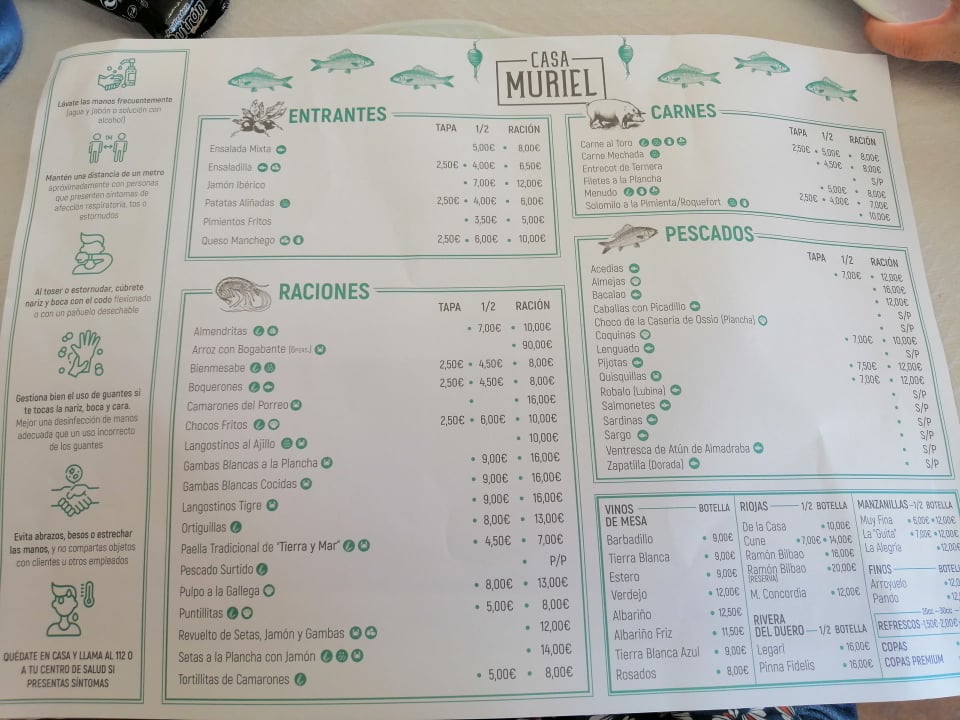 Lávate las manos frecuentemente
(agua y jabón o solución con
alcohol)
1M
Mantén una distancia de un metro
aproximadamente con personas
que presenten síntomas de
afección respiratoria, tos o
estornudos
Al toser o estornudar, cúbrete
nariz y boca con el codo flexionado
o con un pañuelo desechable
Gestiona bien el uso de guantes si
te tocas la nariz, boca y cara.
Mejor una desinfección de manos
adecuada que un uso incorrecto
de los guantes
Evita abrazos, besos o estrechar
las manos, y no compartas objetos
con clientes u otros empleados
QUÉDATE EN CASA Y LLAMA AL 112 O
A TU CENTRO DE SALUD SI
PRESENTAS SÍNTOMAS
CASA
MURIEL
ENTRANTES
TAPA 1/2 RACIÓN
Ensalada Mixta 5,00€ • 8,00€
Ensaladilla 2,50€ • 4,00€ • 6,50€
Jamón Ibérico • 7,00€ • 12,00€
Patatas Aliñadas 2,50€ • 4,00€ • 6,00€
Pimientos Fritos • 3,50€ • 5,00€
Queso Manchego 2,50€ • 6,00€ • 10,00€
RACIONES
TAPA 1/2 RACIÓN
Almendritas • 7,00€ • 10,00€
Arroz con Bogabante (6pers.) • 90,00€
Bienmesabe 2,50€ • 4,50€ • 8,00€
Boquerones 2,50€ • 4,50€ • 8,00€
Camarones del Porreo • • 16,00€
Chocos Fritos 2,50€ • 6,00€ • 10,00€
Langostinos al Ajillo • 10,00€
Gambas Blancas a la Plancha • 9,00€ • 16,00€
Gambas Blancas Cocidas • 9,00€ • 16,00€
Langostinos Tigre • 9,00€ • 16,00€
Ortiguillas • 8,00€ • 13,00€
Paella Tradicional de "Tierra y Mar" • 4,50€ • 7,00€
Pescado Surtido • P/P
Pulpo a la Gallega • 8,00€ • 13,00€
Puntillitas • 5,00€ • 8,00€
Revuelto de Setas, Jamón y Gambas • 12,00€
Setas a la Plancha con Jamón • 14,00€
Tortillitas de Camarones • 5,00€ • 8,00€
CARNES
TAPA 1/2 RACIÓN
Carne al Toro 2,50€ • 5,00€ • 8,00€
Carne Mechada • 4,50€ • 8,00€
Entrecot de Ternera • S/P
Filetes a la Plancha • 5,00€ • 8,00€
Menudo 2,50€ • 4,00€ • 7,00€
Solomilo a la Pimienta/Roquefort • 10,00€
PESCADOS
TAPA 1/2 RACIÓN
Acedias • 7,00€ • 12,00€
Almejas • 16,00€
Bacalao • 12,00€
Caballas con Picadillo • S/P
Choco de la Casería de Ossio (Plancha) • S/P
Coquinas • 7,00€ • 10,00€
Lenguado • S/P
Pijotas • 7,50€ • 12,00€
Quisquillas • 7,00€ • 12,00€
Robalo (Lubina) • S/P
Salmonetes • S/P
Sardinas • S/P
Sargo • S/P
Ventresca de Atún de Almadraba • S/P
Zapatilla (Dorada) • S/P
VINOS
DE MESA BOTELLA
Barbadillo • 9,00€
Tierra Blanca • 9,00€
Estero • 9,00€
Verdejo • 12,00€
Albariño • 12,50€
Albariño Friz • 11,50€
Tierra Blanca Azul • 9,00€
Rosados • 8,00€
RIOJAS 1/2 BOTELLA
De la Casa • 10,00€
Cune • 7,00€ • 14,00€
Ramón Bilbao • 16,00€
Ramón Bilbao • 20,00€
(RESERVA)
M. Concordia • 12,00€
RIVERA
DEL DUERO 1/2 BOTELLA
Legarl • 16,00€
Pinna Fidelis • 16,00€
MANZANILLAS 1/2 BOTELLA
Muy Fina • 6,00€ • 12,00€
La "Guita" • 7,00€ • 12,00€
La Alegría • 12,00€
FINOS
Arroyuelo
Pando
REFRESCOS 1,50€ 2,00€
COPAS
COPAS PREMIUM